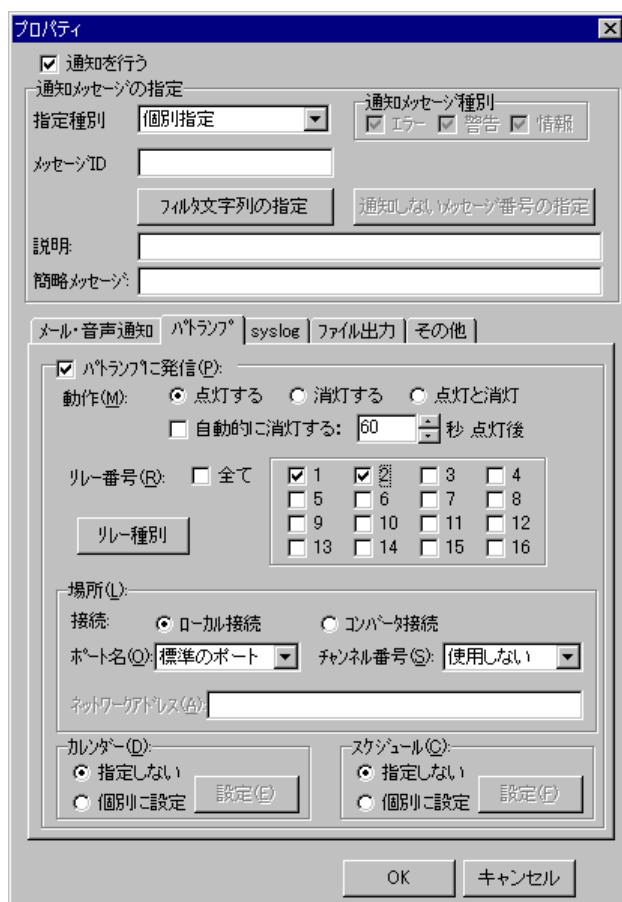 プロパティ
通知を行う
通知メッセージの指定
指定種別 個別指定
通知メッセージ種別
エラー 警告 情報
メッセージID
フィルタ文字列の指定 通知しないメッセージ番号の指定
説明:
簡略メッセージ:
メール・音声通知 パトランプ syslog ファイル出力 その他
パトランプに発信(P):
動作(M): 点灯する 消灯する 点灯と消灯
自動的に消灯する: 60 秒 点灯後
リレー番号(R): 全て 1 2 3 4
5 6 7 8
9 10 11 12
13 14 15 16
リレー種別
場所(L):
接続: ローカル接続 コンバータ接続
ポート名(O): 標準のポート チャンネル番号(S): 使用しない
ネットワークアドレス(A):
カレンダー(D): スケジュール(C):
指定しない 指定しない
個別に設定 設定(E) 個別に設定 設定(F)
OK キャンセル